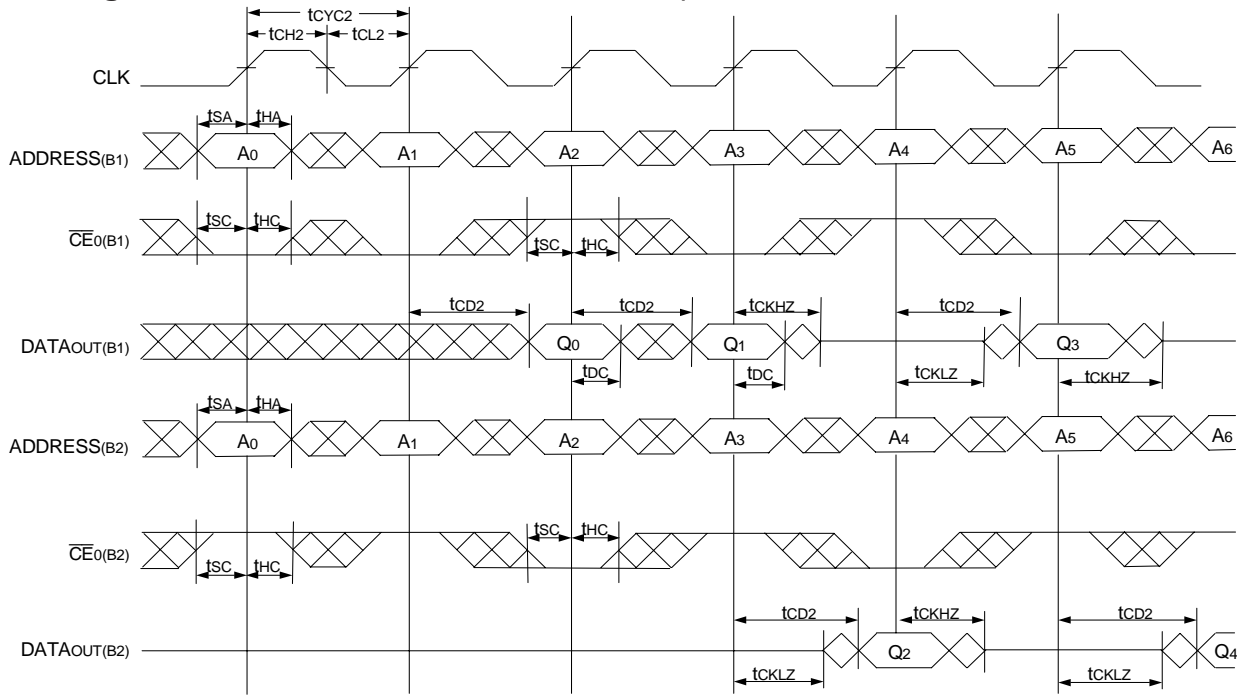 tCYC2
tCH2 tCL2
CLK
tSA tHA
ADDRESS(B1) A0 A1 A2 A3 A4 A5 A6
tSC tHC
CE0(B1)
tSC tHC
tCD2 tCD2 tCKHZ tCD2
DATAOUT(B1) Q0 Q1 Q3
tDC tDC tCKLZ tCKHZ
tSA tHA
ADDRESS(B2) A0 A1 A2 A3 A4 A5 A6
tSC tHC
CE0(B2)
tSC tHC
tCD2 tCKHZ tCD2
DATAOUT(B2) Q2 Q4
tCKLZ tCKLZ